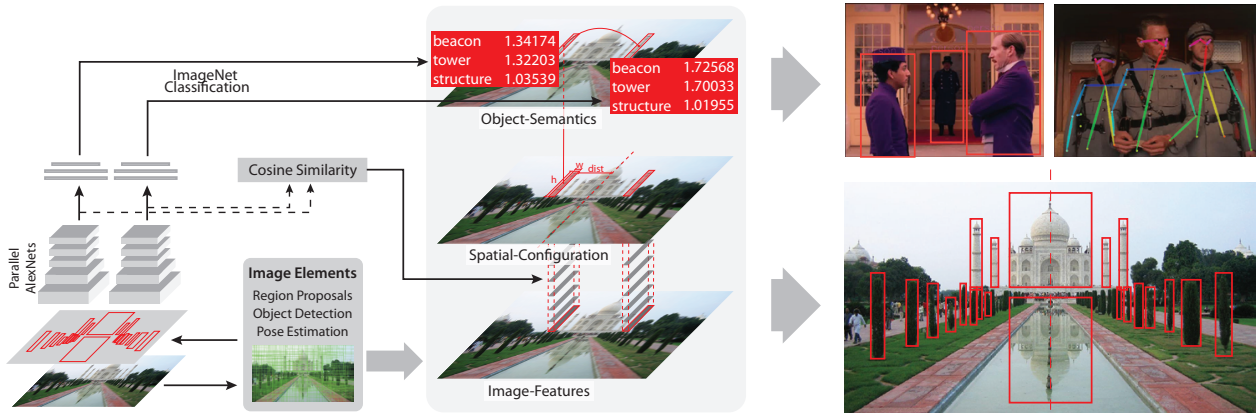 beacon 1.34174
tower 1.32203
structure 1.03539
beacon 1.72568
tower 1.70033
structure 1.01955
Object-Semantics
ImageNet
Classification
Cosine Similarity
w
dist
h
Spatial-Configuration
Parallel
AlexNets
Image Elements
Region Proposals
Object Detection
Pose Estimation
Image-Features